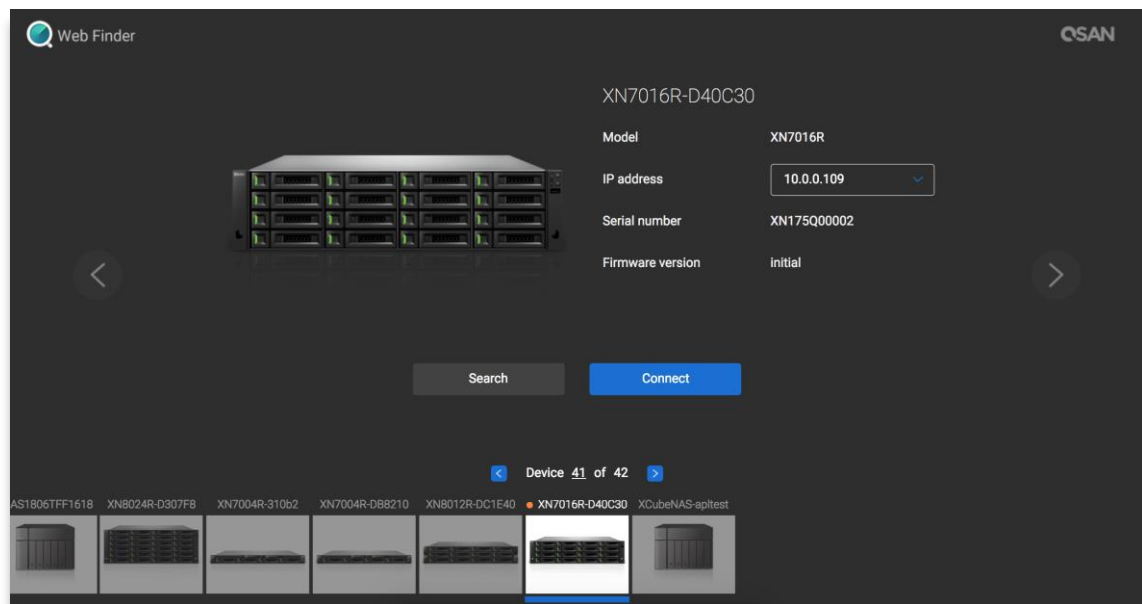 Web Finder
QSAN
XN7016R-D40C30
Model XN7016R
IP address 10.0.0.109
Serial number XN175Q00002
Firmware version initial
Search Connect
Device 41 of 42
AS1806TFF1618 XN8024R-D307F8 XN7004R-310b2 XN7004R-DB8210 XN8012R-DC1E40 XN7016R-D40C30 XCubeNAS-apltest